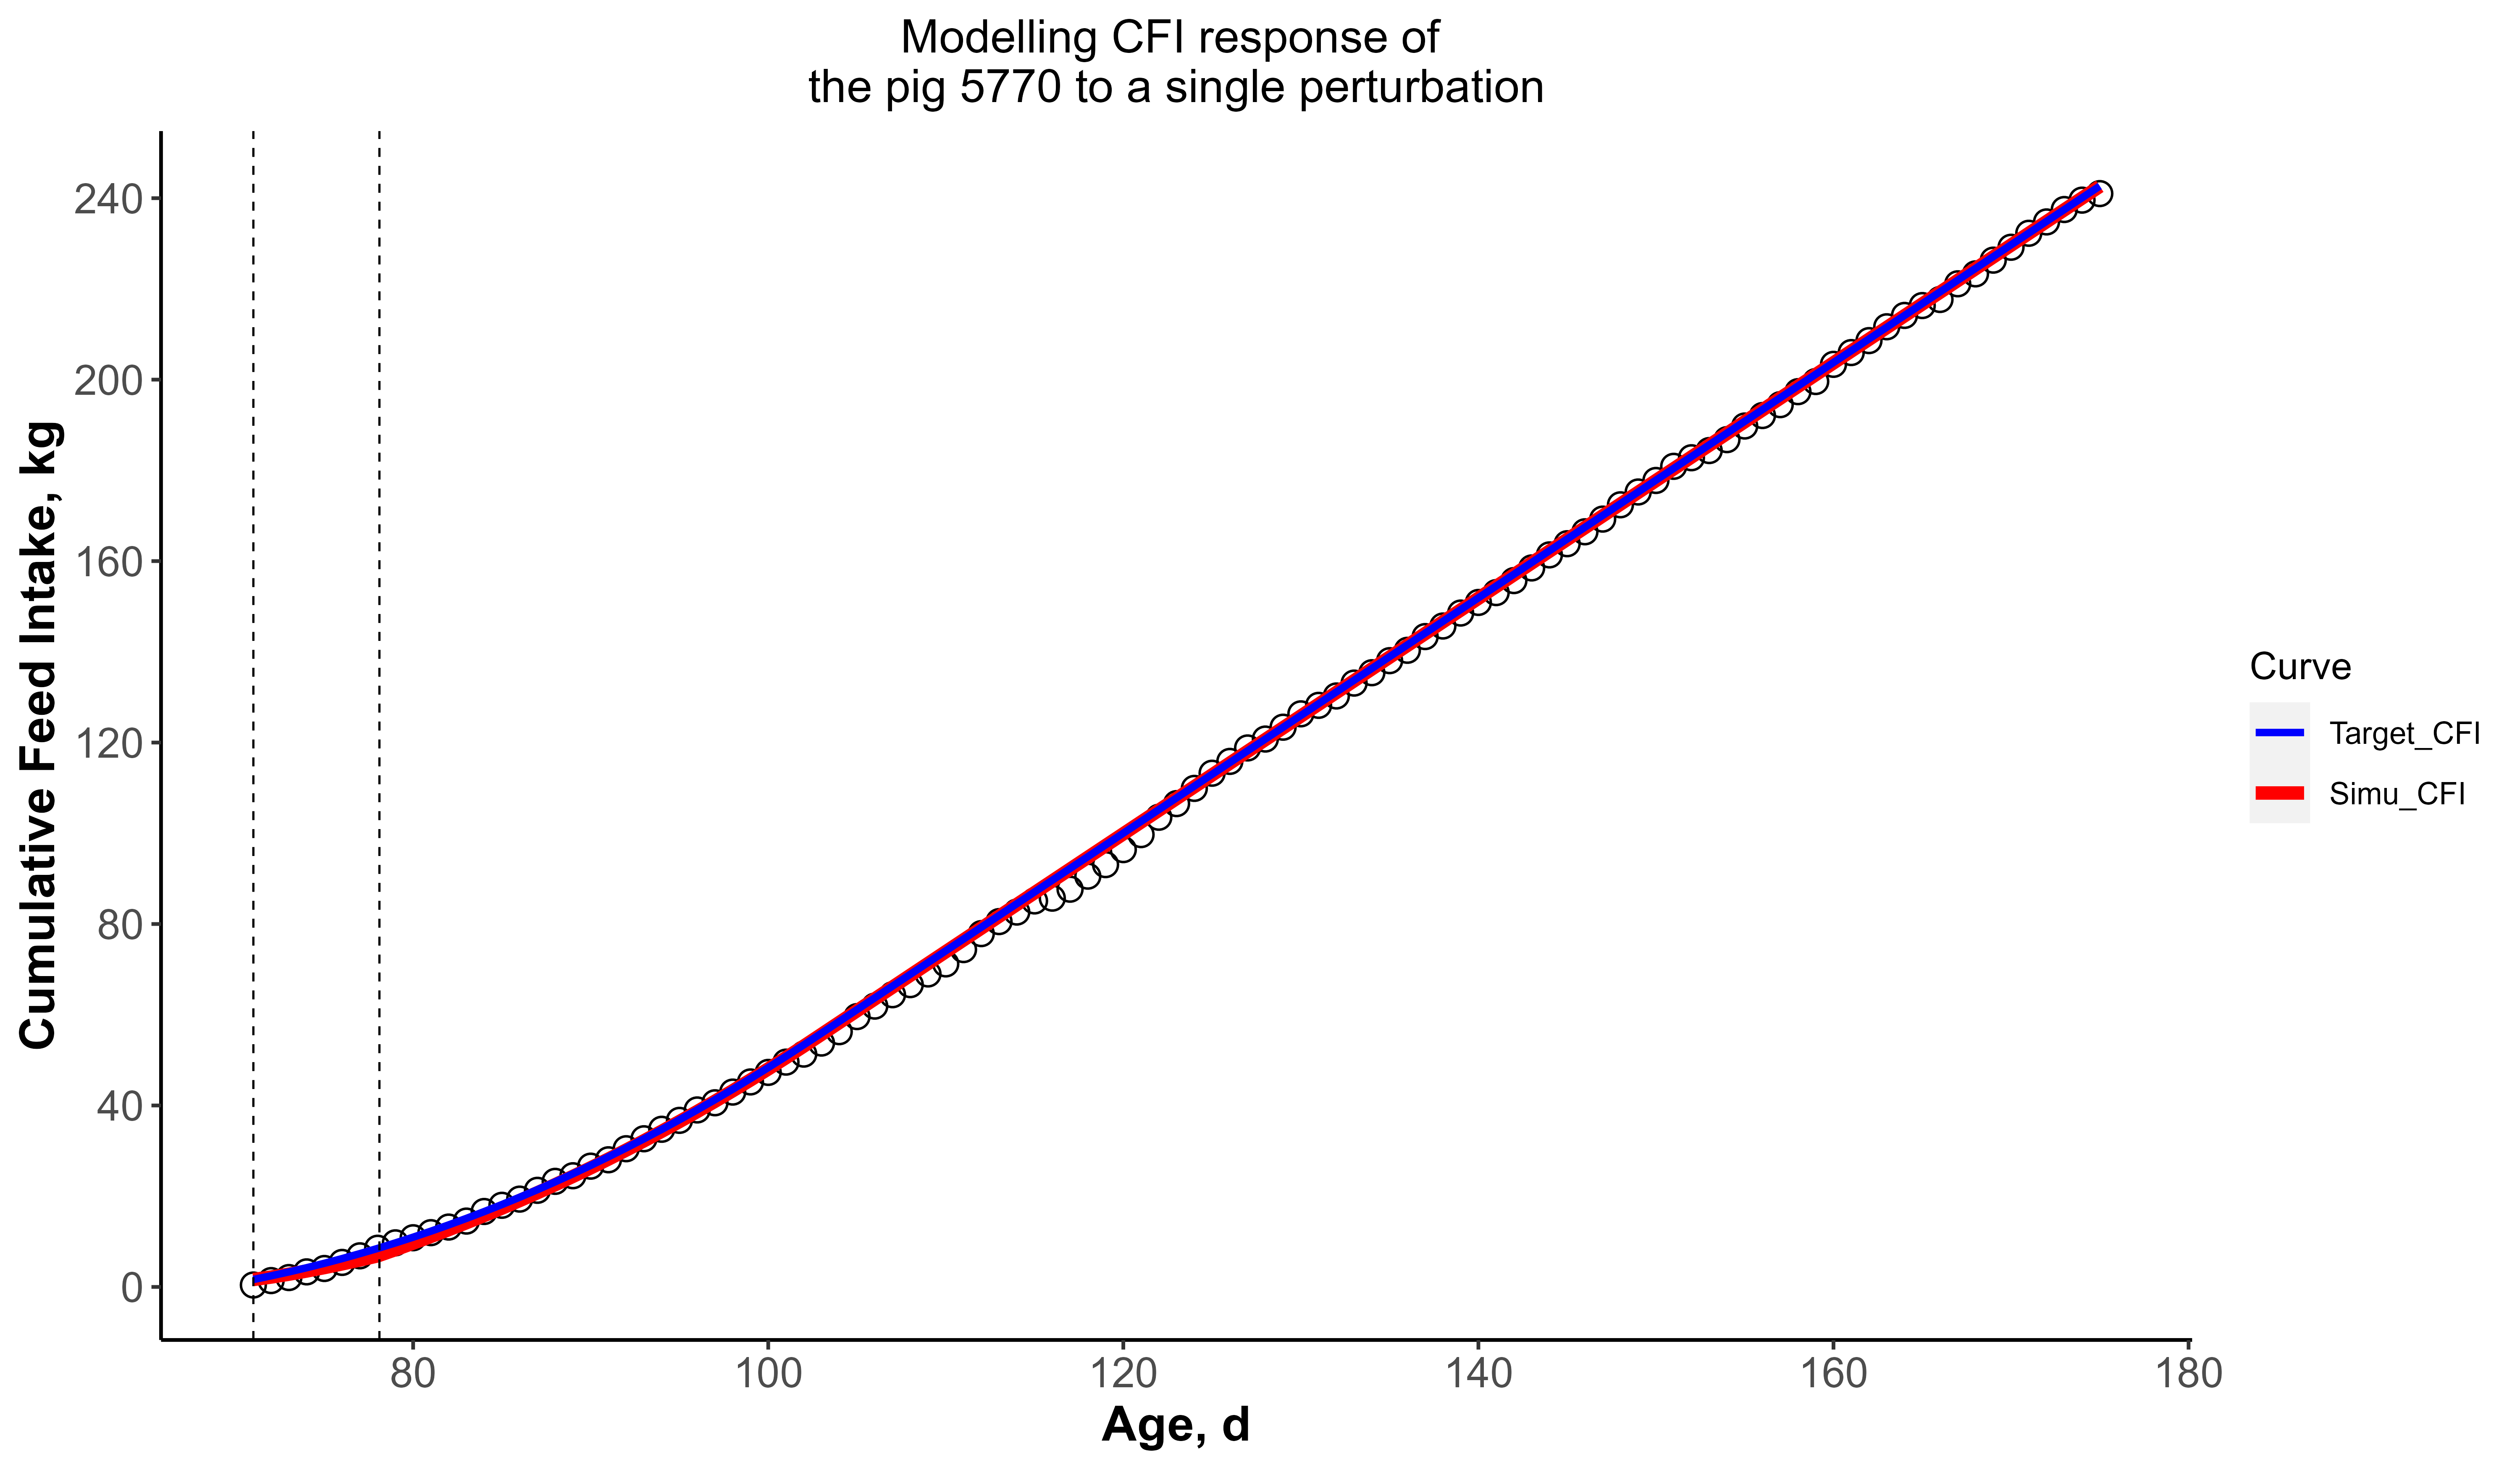 Modelling CFI response of
the pig 5770 to a single perturbation
Cumulative Feed Intake, kg
240
200
160
120
80
40
0
80
100
120
140
160
180
Age, d
Curve
Target_CFI
Simu_CFI